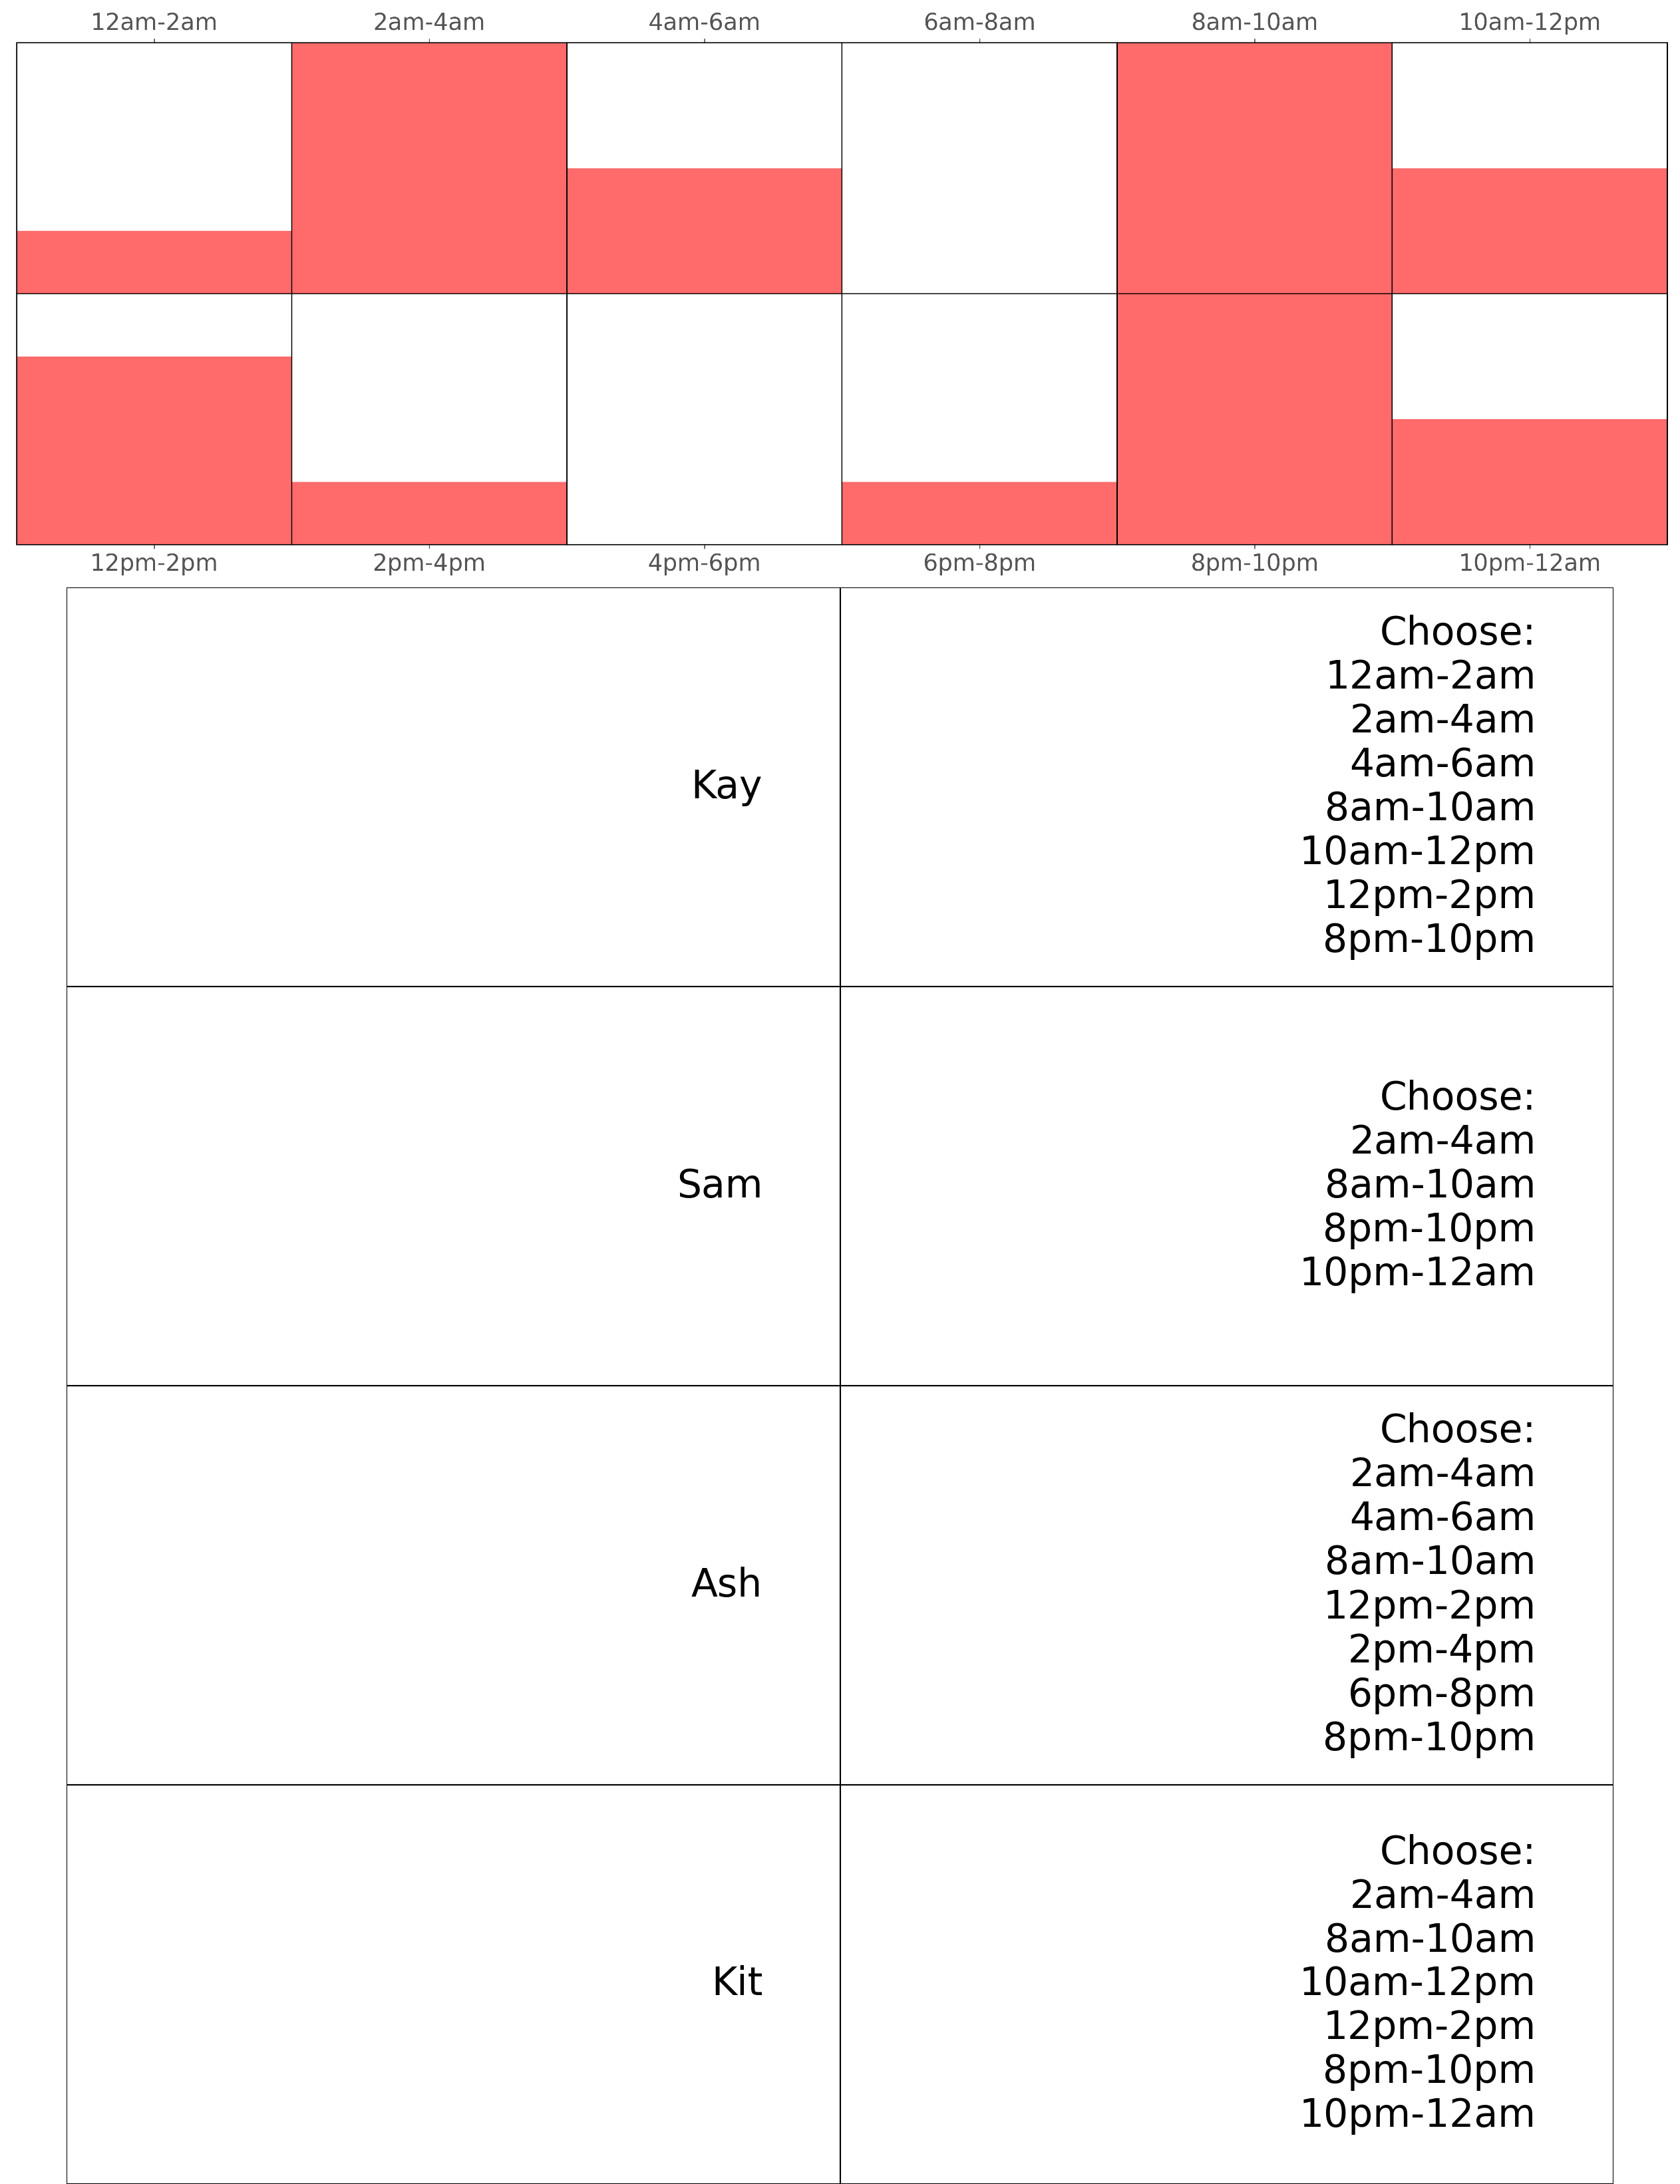 12am-2am 2am-4am 4am-6am 6am-8am 8am-10am 10am-12pm
12pm-2pm 2pm-4pm 4pm-6pm 6pm-8pm 8pm-10pm 10pm-12am
Kay
Choose:
12am-2am
2am-4am
4am-6am
8am-10am
10am-12pm
12pm-2pm
8pm-10pm
Sam
Choose:
2am-4am
8am-10am
8pm-10pm
10pm-12am
Ash
Choose:
2am-4am
4am-6am
8am-10am
12pm-2pm
2pm-4pm
6pm-8pm
8pm-10pm
Kit
Choose:
2am-4am
8am-10am
10am-12pm
12pm-2pm
8pm-10pm
10pm-12am